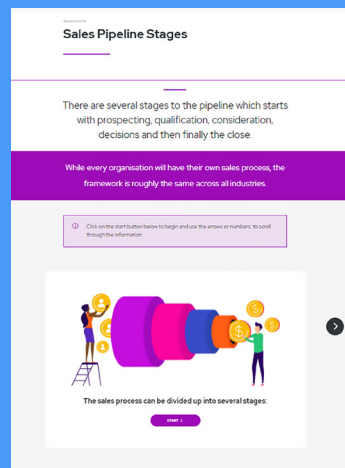 Sales Pipeline Stages
There are several stages to the pipeline which starts
with prospecting, qualification, consideration,
decisions and then finally the close.
While every organisation will have their own sales process, the
framework is roughly the same across all industries.
Click on the start button below to begin and use the arrows or numbers to scroll
through the information
The sales process can be divided up into several stages:
START